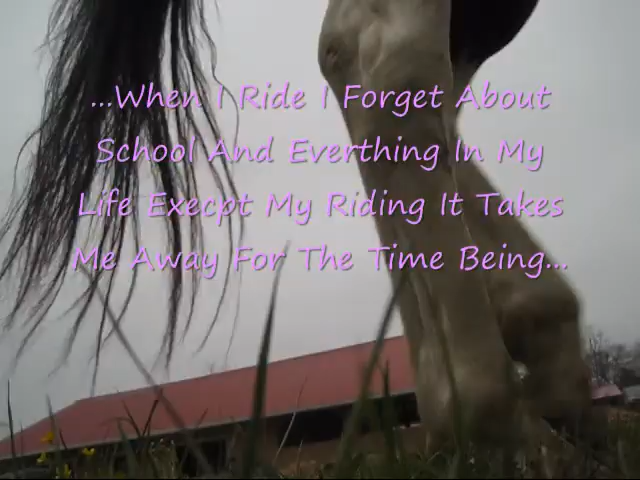 ...When I Ride I Forget About
School And Everthing In My
Life Execpt My Riding It Takes
Me Away For The Time Being...